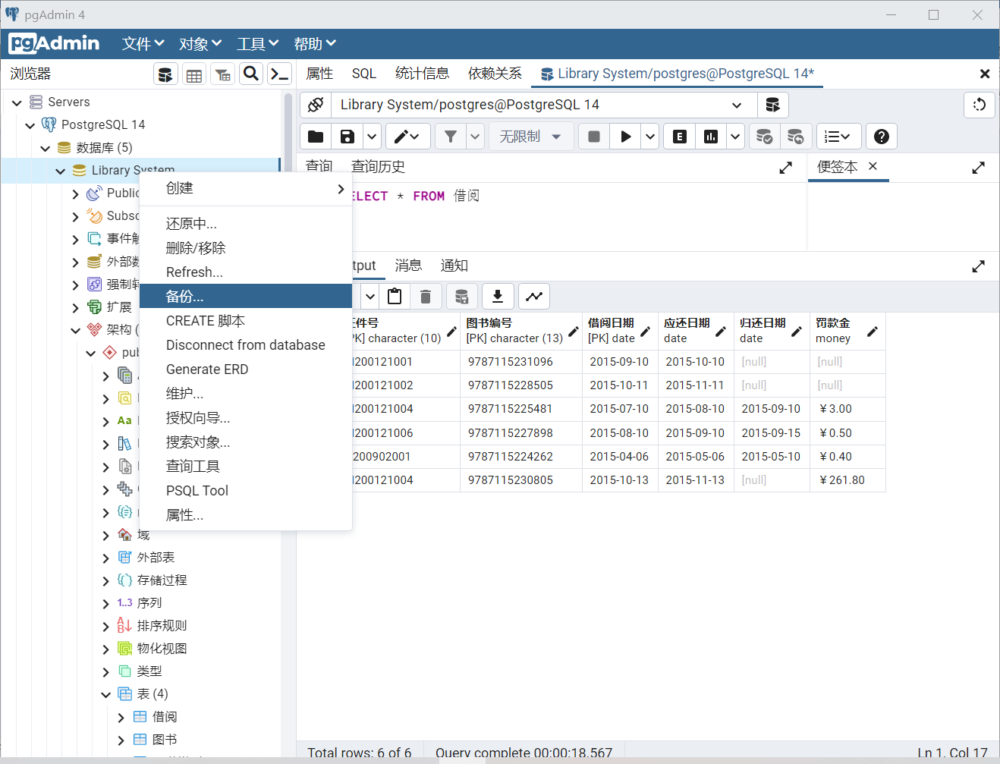 pgAdmin 4
pgAdmin 文件 对象 工具 帮助
浏览器
属性 SQL 统计信息 依赖关系 Library System/postgres@PostgreSQL 14*
Servers
PostgreSQL 14
数据库 (5)
Library System
Public
Subsc
事件触
外部数
强制转
扩展
架构 (
pub
Aa
域
外部表
存储过程
1..3 序列
排序规则
物化视图
类型
表 (4)
借阅
图书
创建
还原中...
删除/移除
Refresh...
备份...
CREATE 脚本
Disconnect from database
Generate ERD
维护...
授权向导...
搜索对象...
查询工具
PSQL Tool
属性...
Library System/postgres@PostgreSQL 14
无限制 E
查询 查询历史 便签本
ELECT * FROM 借阅
tput 消息 通知
件号 图书编号 借阅日期 应还日期 归还日期 罚款金
PK] character (10) [PK] character (13) [PK] date date date money
200121001 9787115231096 2015-09-10 2015-10-10 [null] [null]
200121002 9787115228505 2015-10-11 2015-11-11 [null] [null]
200121004 9787115225481 2015-07-10 2015-08-10 2015-09-10 ￥3.00
200121006 9787115227898 2015-08-10 2015-09-10 2015-09-15 ￥0.50
200902001 9787115224262 2015-04-06 2015-05-06 2015-05-10 ￥0.40
200121004 9787115230805 2015-10-13 2015-11-13 [null] ￥261.80
Total rows: 6 of 6 Query complete 00:00:18.567 Ln 1, Col 17